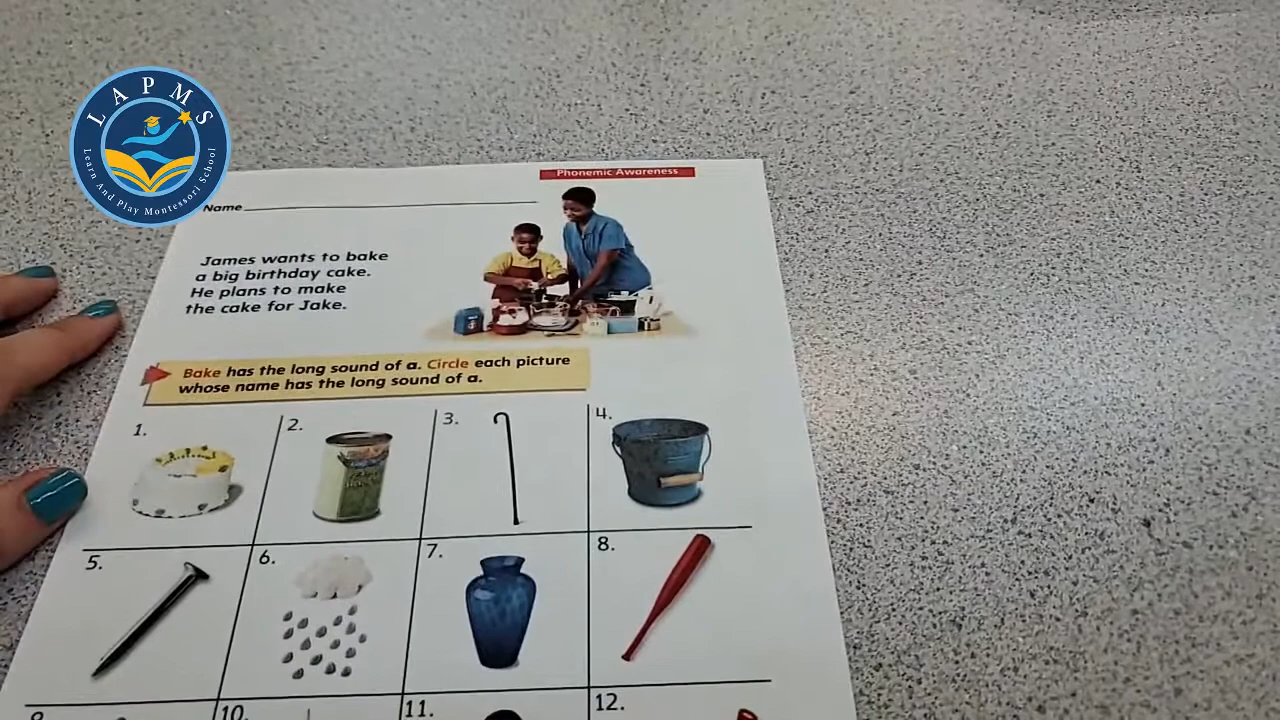 LAPMS
Learn And Play Montessori School
Phonemic Awareness
Name
James wants to bake
a big birthday cake.
He plans to make
the cake for Jake.
Bake has the long sound of a. Circle each picture
whose name has the long sound of a.
1.
2.
3.
4.
5.
6.
7.
8.
9.
10.
11.
12.